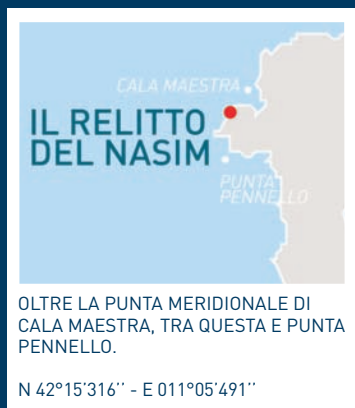 CALA MAESTRA
IL RELITTO
DEL NASIM
PUNTA
PENNELLO
OLTRE LA PUNTA MERIDIONALE DI
CALA MAESTRA, TRA QUESTA E PUNTA
PENNELLO.
N 42°15’316’’ - E 011°05’491’’